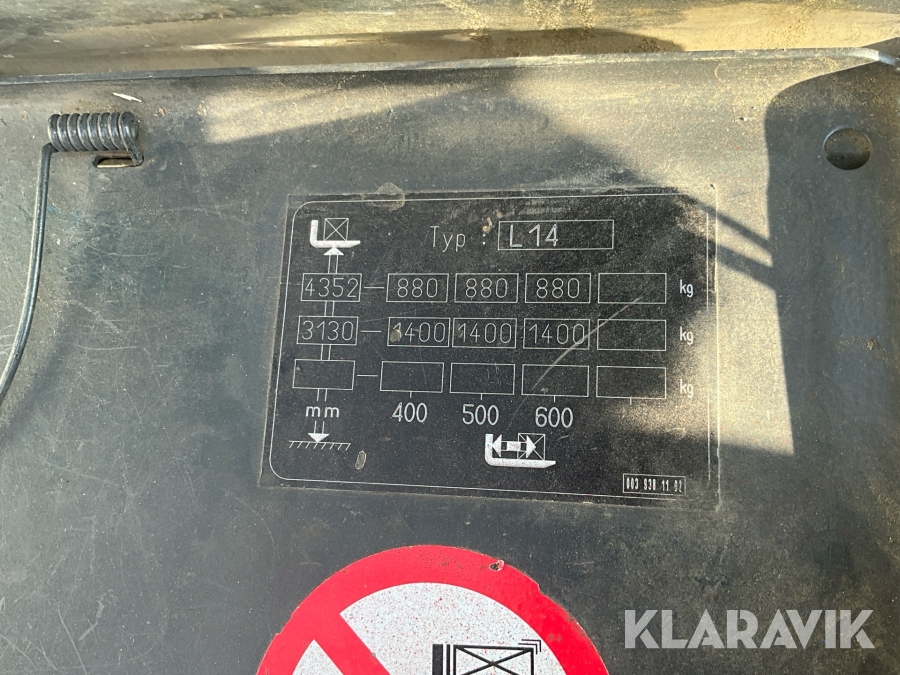 Typ : L14
4352 880 880 880 kg
3130 1400 1400 1400 kg
kg
mm 400 500 600
003 938 11 02
KLARAVIK